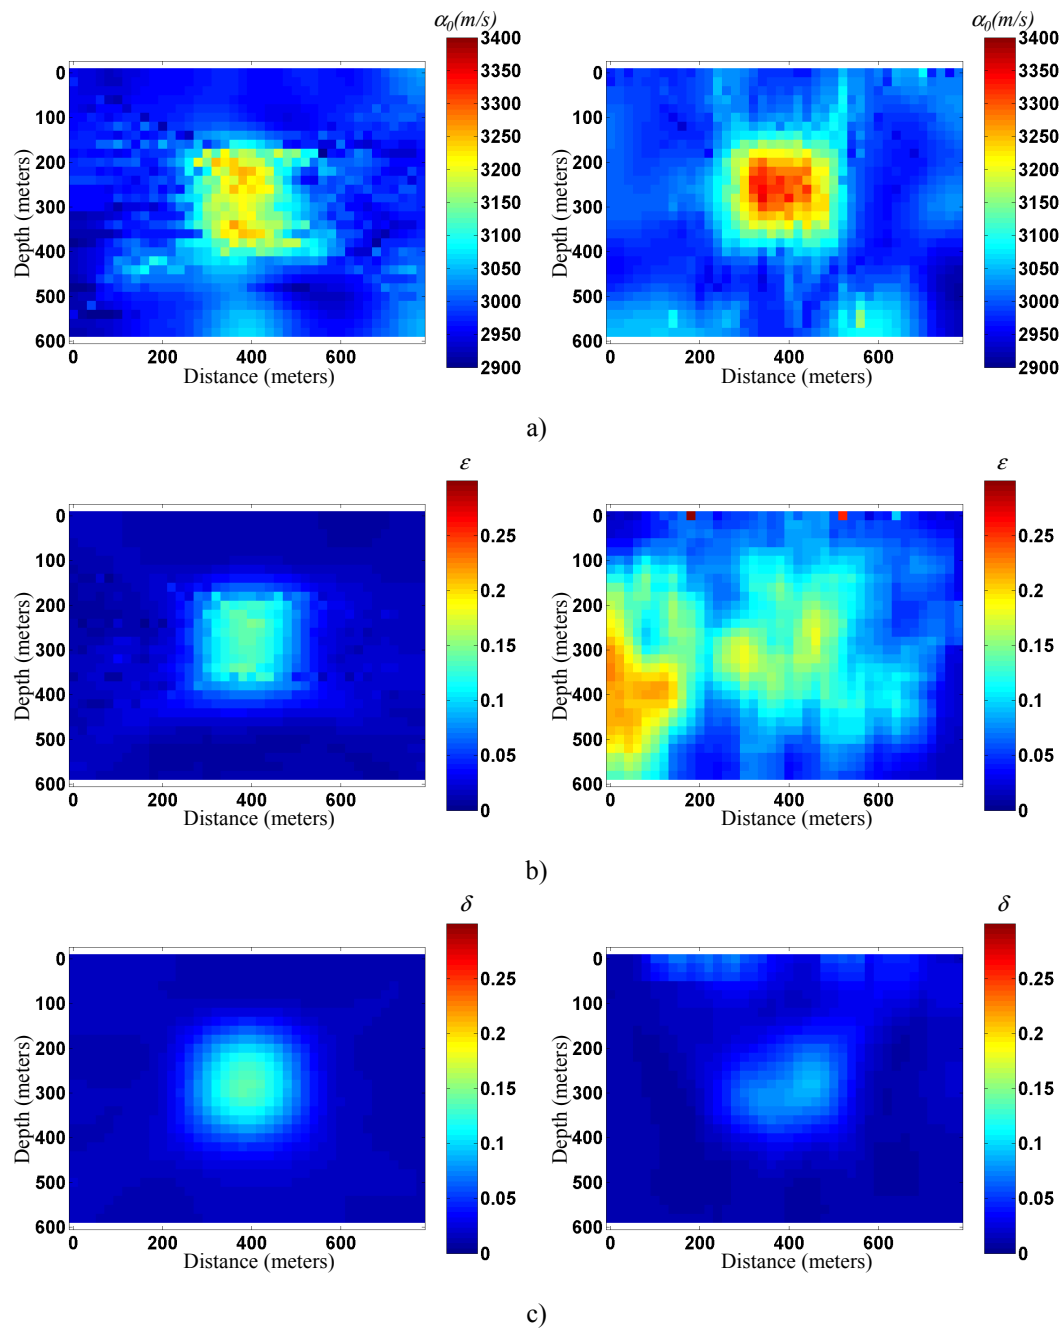 α₀(m/s) α₀(m/s)
3400 3400
0 3350 0 3350
100 3300 100 3300
3250 3250
200 3200 200 3200
Depth (meters) 300 3150 Depth (meters) 300 3150
400 3100 400 3100
3050 3050
500 3000 500 3000
600 2950 600 2950
0 200 400 600 2900 0 200 400 600 2900
Distance (meters) Distance (meters)
a)
ε ε
0 0
100 0.25 100 0.25
200 0.2 200 0.2
Depth (meters) 300 0.15 Depth (meters) 300 0.15
400 0.1 400 0.1
500 0.05 500 0.05
600 600
0 200 400 600 0 0 200 400 600 0
Distance (meters) Distance (meters)
b)
δ δ
0 0
100 0.25 100 0.25
200 0.2 200 0.2
Depth (meters) 300 0.15 Depth (meters) 300 0.15
400 0.1 400 0.1
500 0.05 500 0.05
600 600
0 200 400 600 0 0 200 400 600 0
Distance (meters) Distance (meters)
c)